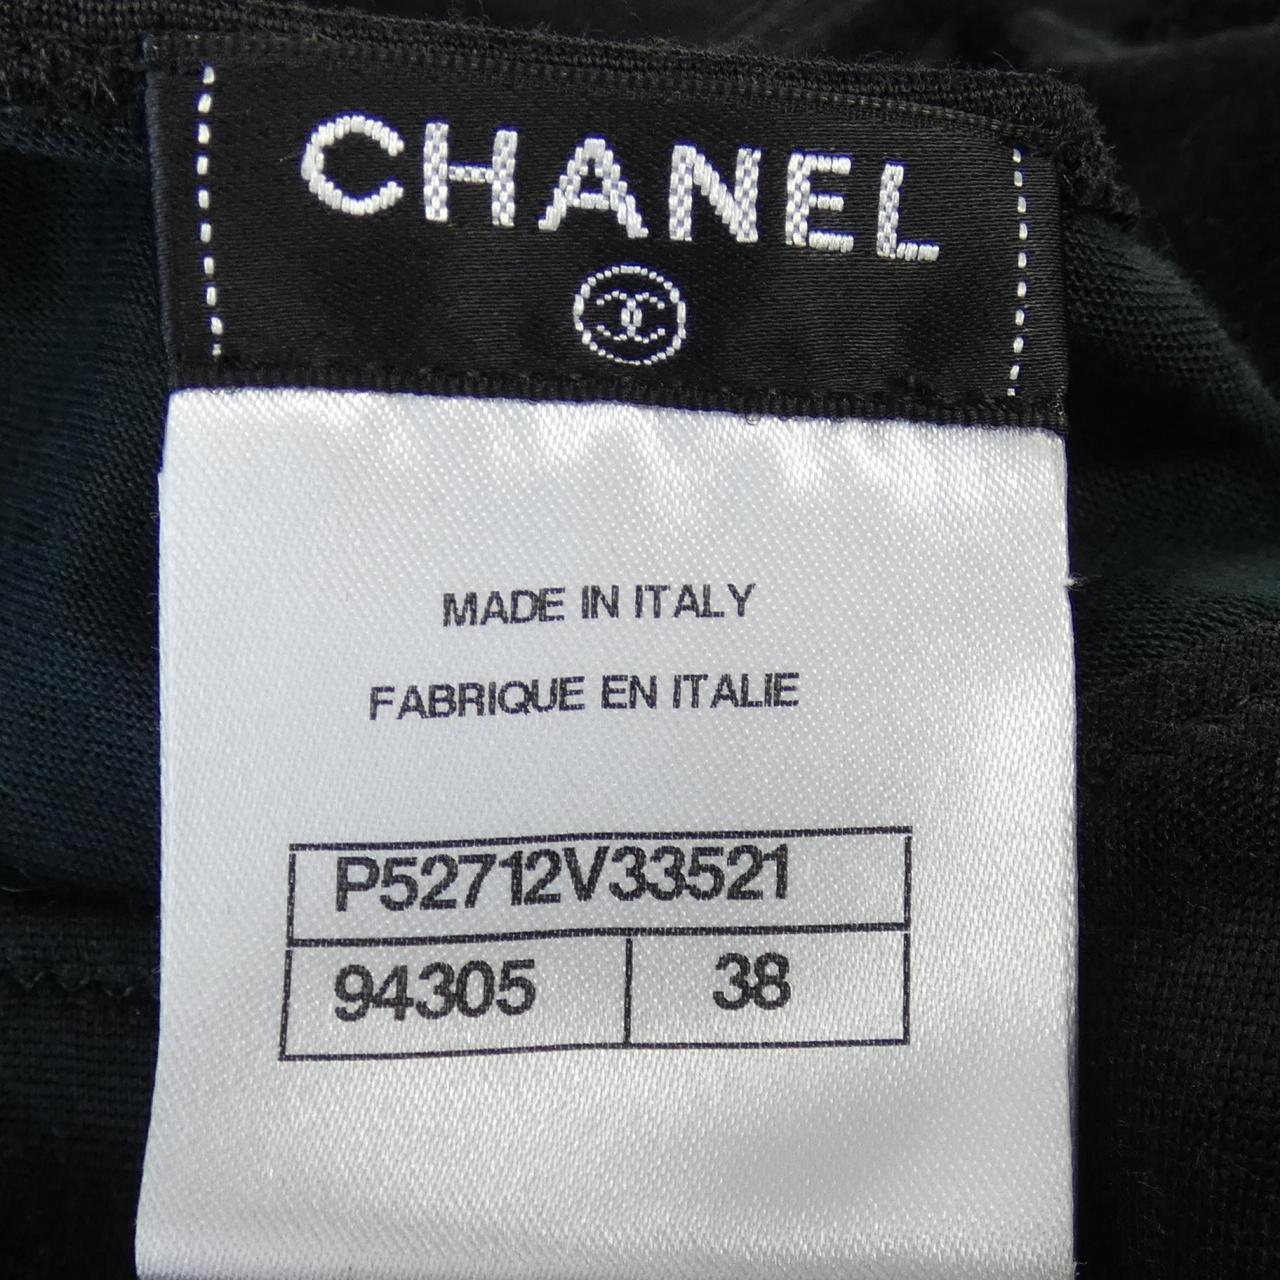 CHANEL
MADE IN ITALY
FABRIQUE EN ITALIE
P52712V33521
94305 38